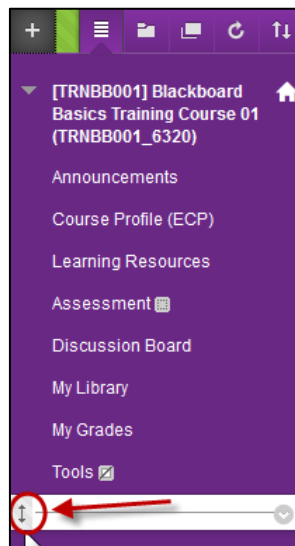 [TRNBB001] Blackboard
Basics Training Course 01
(TRNBB001_6320)
Announcements
Course Profile (ECP)
Learning Resources
Assessment
Discussion Board
My Library
My Grades
Tools